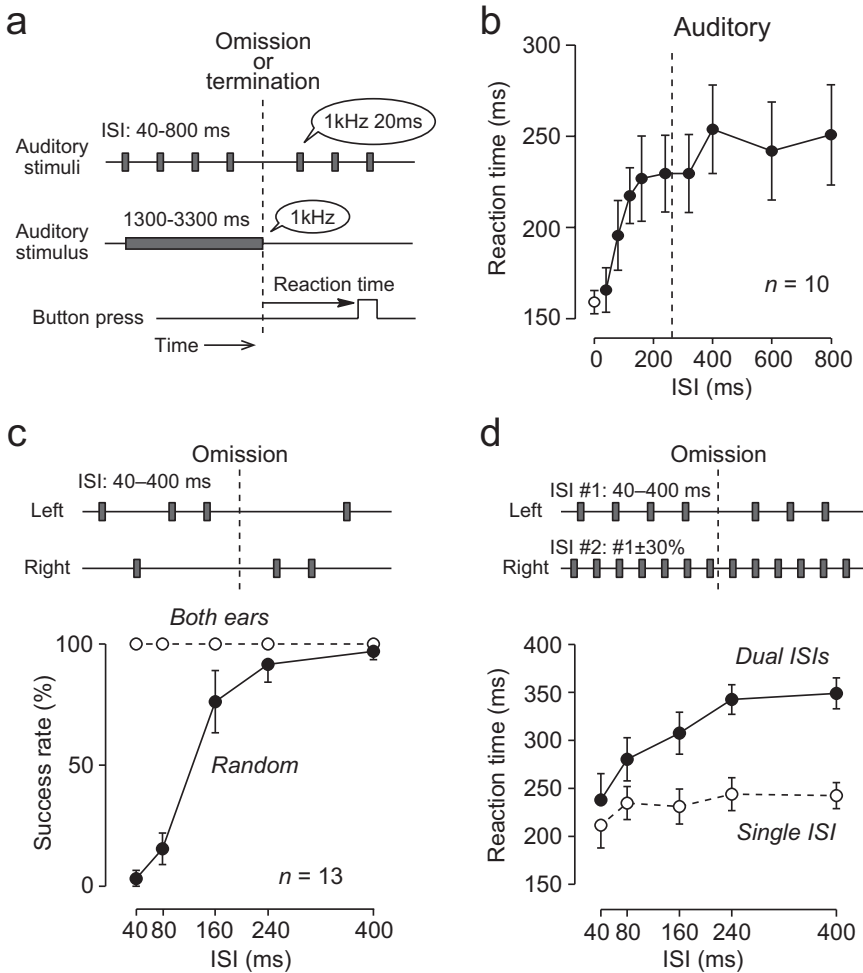 a
Omission
or
termination
ISI: 40-800 ms
1kHz 20ms
Auditory
stimuli
1300-3300 ms
1kHz
Auditory
stimulus
Reaction time
Button press
Time
b
Auditory
300
250
200
150
Reaction time (ms)
n = 10
0 200 400 600 800
ISI (ms)
c
Omission
ISI: 40–400 ms
Left
Right
Both ears
100
50
0
Success rate (%)
Random
n = 13
40 80 160 240 400
ISI (ms)
d
Omission
ISI #1: 40–400 ms
Left
ISI #2: #1±30%
Right
400
350
300
250
200
150
Reaction time (ms)
Dual ISIs
Single ISI
40 80 160 240 400
ISI (ms)